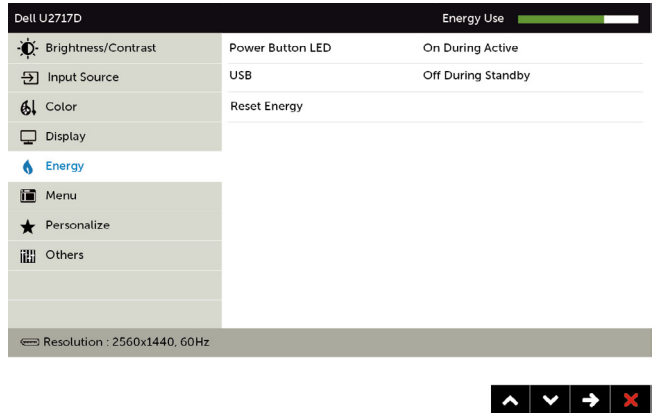 Dell U2717D Energy Use
Brightness/Contrast Power Button LED On During Active
Input Source USB Off During Standby
Color Reset Energy
Display
Energy
Menu
Personalize
Others
Resolution : 2560x1440, 60Hz